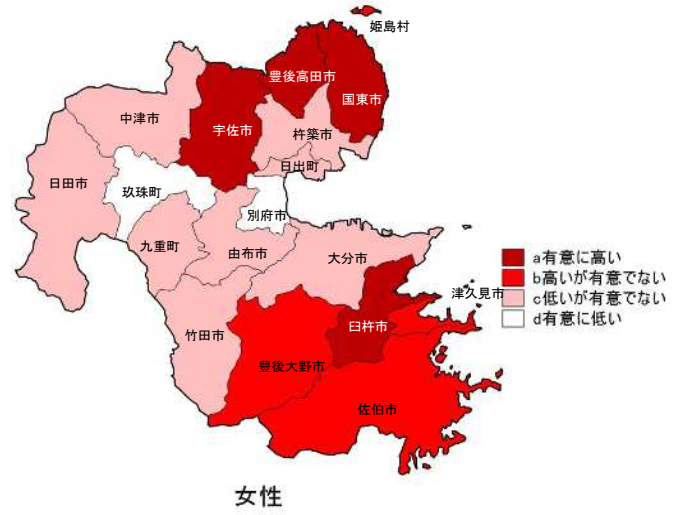 姫島村
豊後高田市
国東市
中津市
宇佐市
杵築市
日出町
日田市
玖珠町
別府市
九重町
由布市
大分市
a有意に高い
b高いが有意でない
c低いが有意でない
d有意に低い
津久見市
臼杵市
竹田市
豊後大野市
佐伯市
女性